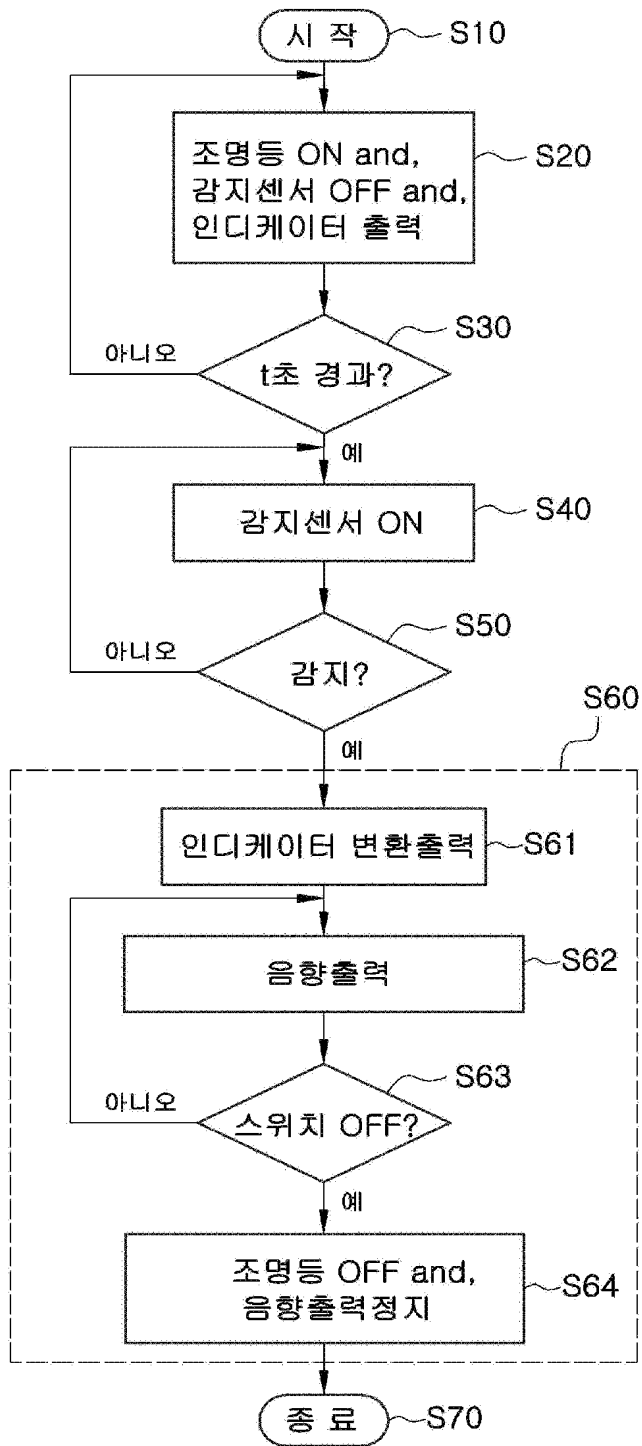 시 작
S10
조명등 ON and,
감지센서 OFF and,
인디케이터 출력
S20
S30
아니오
t초 경과?
예
감지센서 ON
S40
S50
아니오
감지?
예
S60
인디케이터 변환출력
S61
음향출력
S62
S63
아니오
스위치 OFF?
예
조명등 OFF and,
음향출력정지
S64
종 료
S70